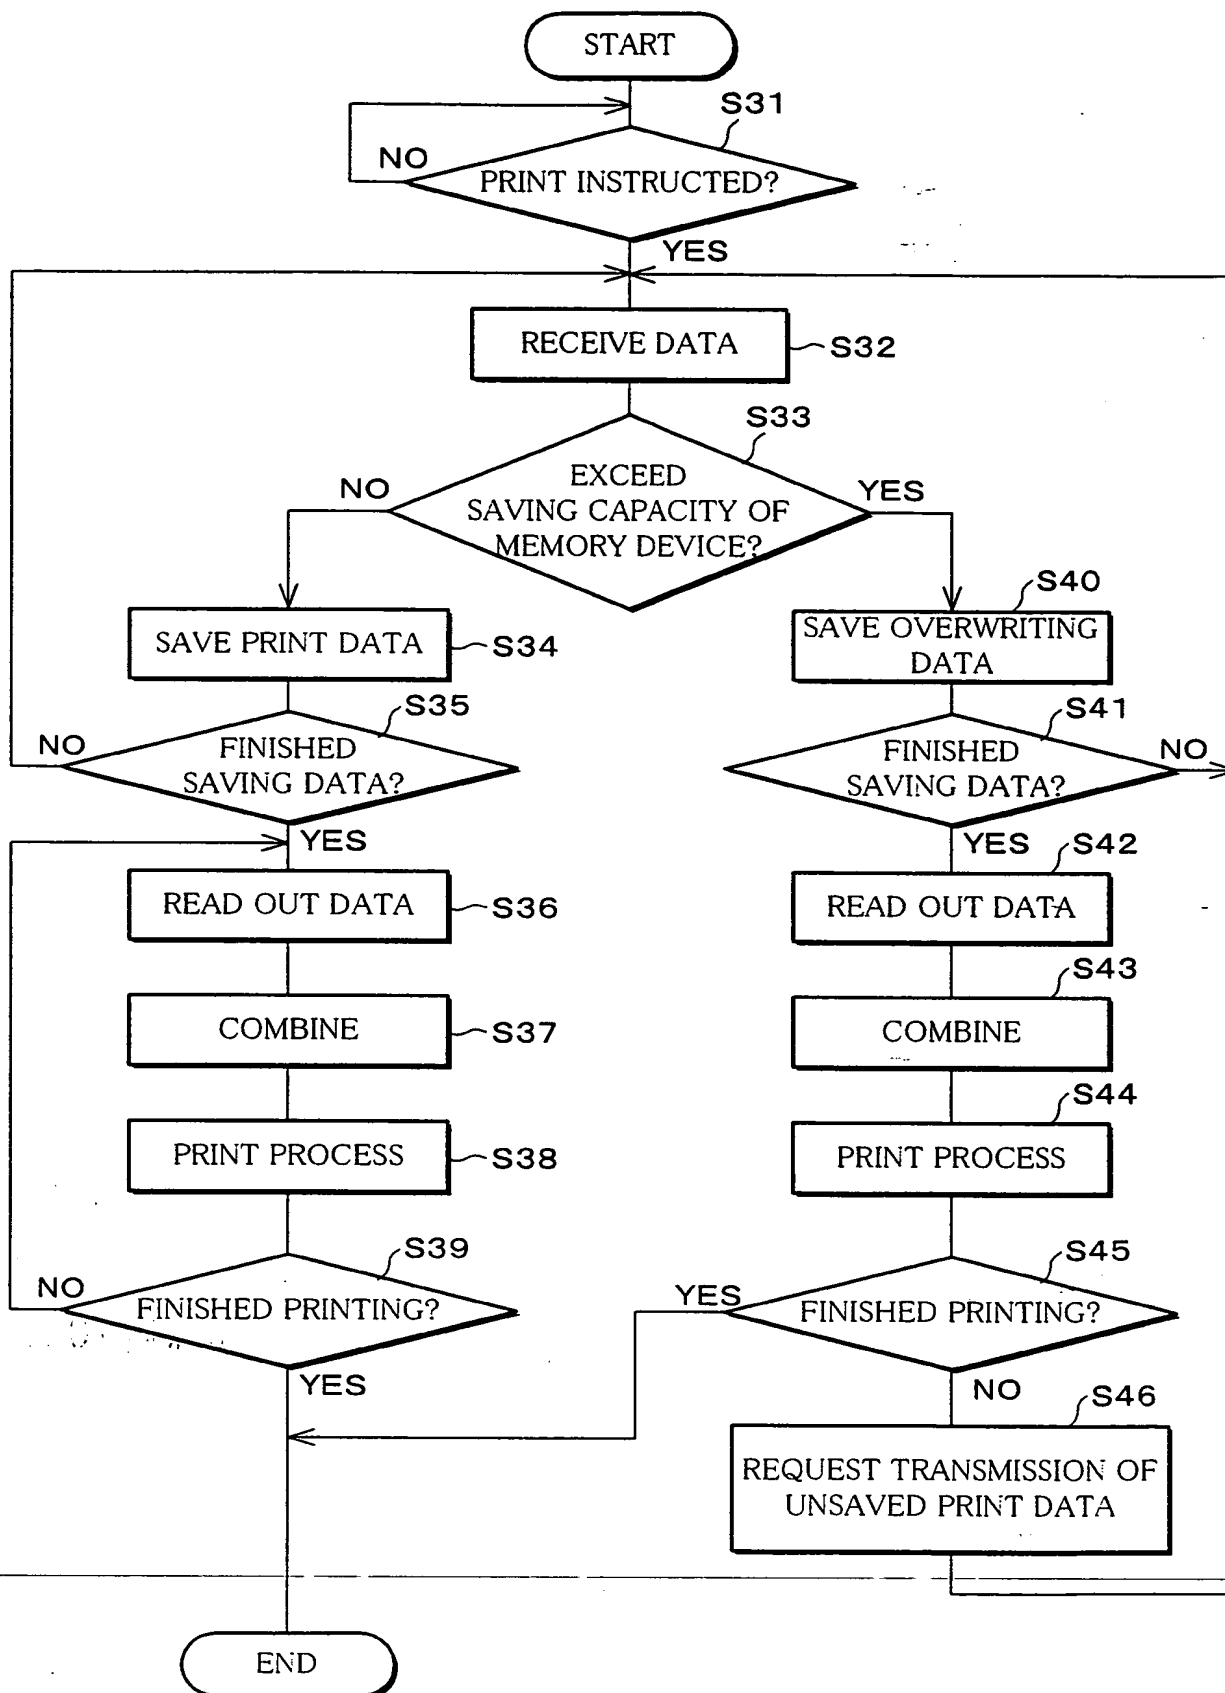 START
S31
NO
PRINT INSTRUCTED?
YES
RECEIVE DATA
S32
S33
NO
EXCEED
SAVING CAPACITY OF
MEMORY DEVICE?
YES
S40
SAVE PRINT DATA
S34
SAVE OVERWRITING
DATA
S35
NO
FINISHED
SAVING DATA?
YES
S41
FINISHED
SAVING DATA?
NO
YES
S42
READ OUT DATA
S36
READ OUT DATA
S43
COMBINE
S37
COMBINE
S44
PRINT PROCESS
S38
PRINT PROCESS
S39
NO
FINISHED PRINTING?
YES
S45
YES
FINISHED PRINTING?
NO
S46
REQUEST TRANSMISSION OF
UNSAVED PRINT DATA
END